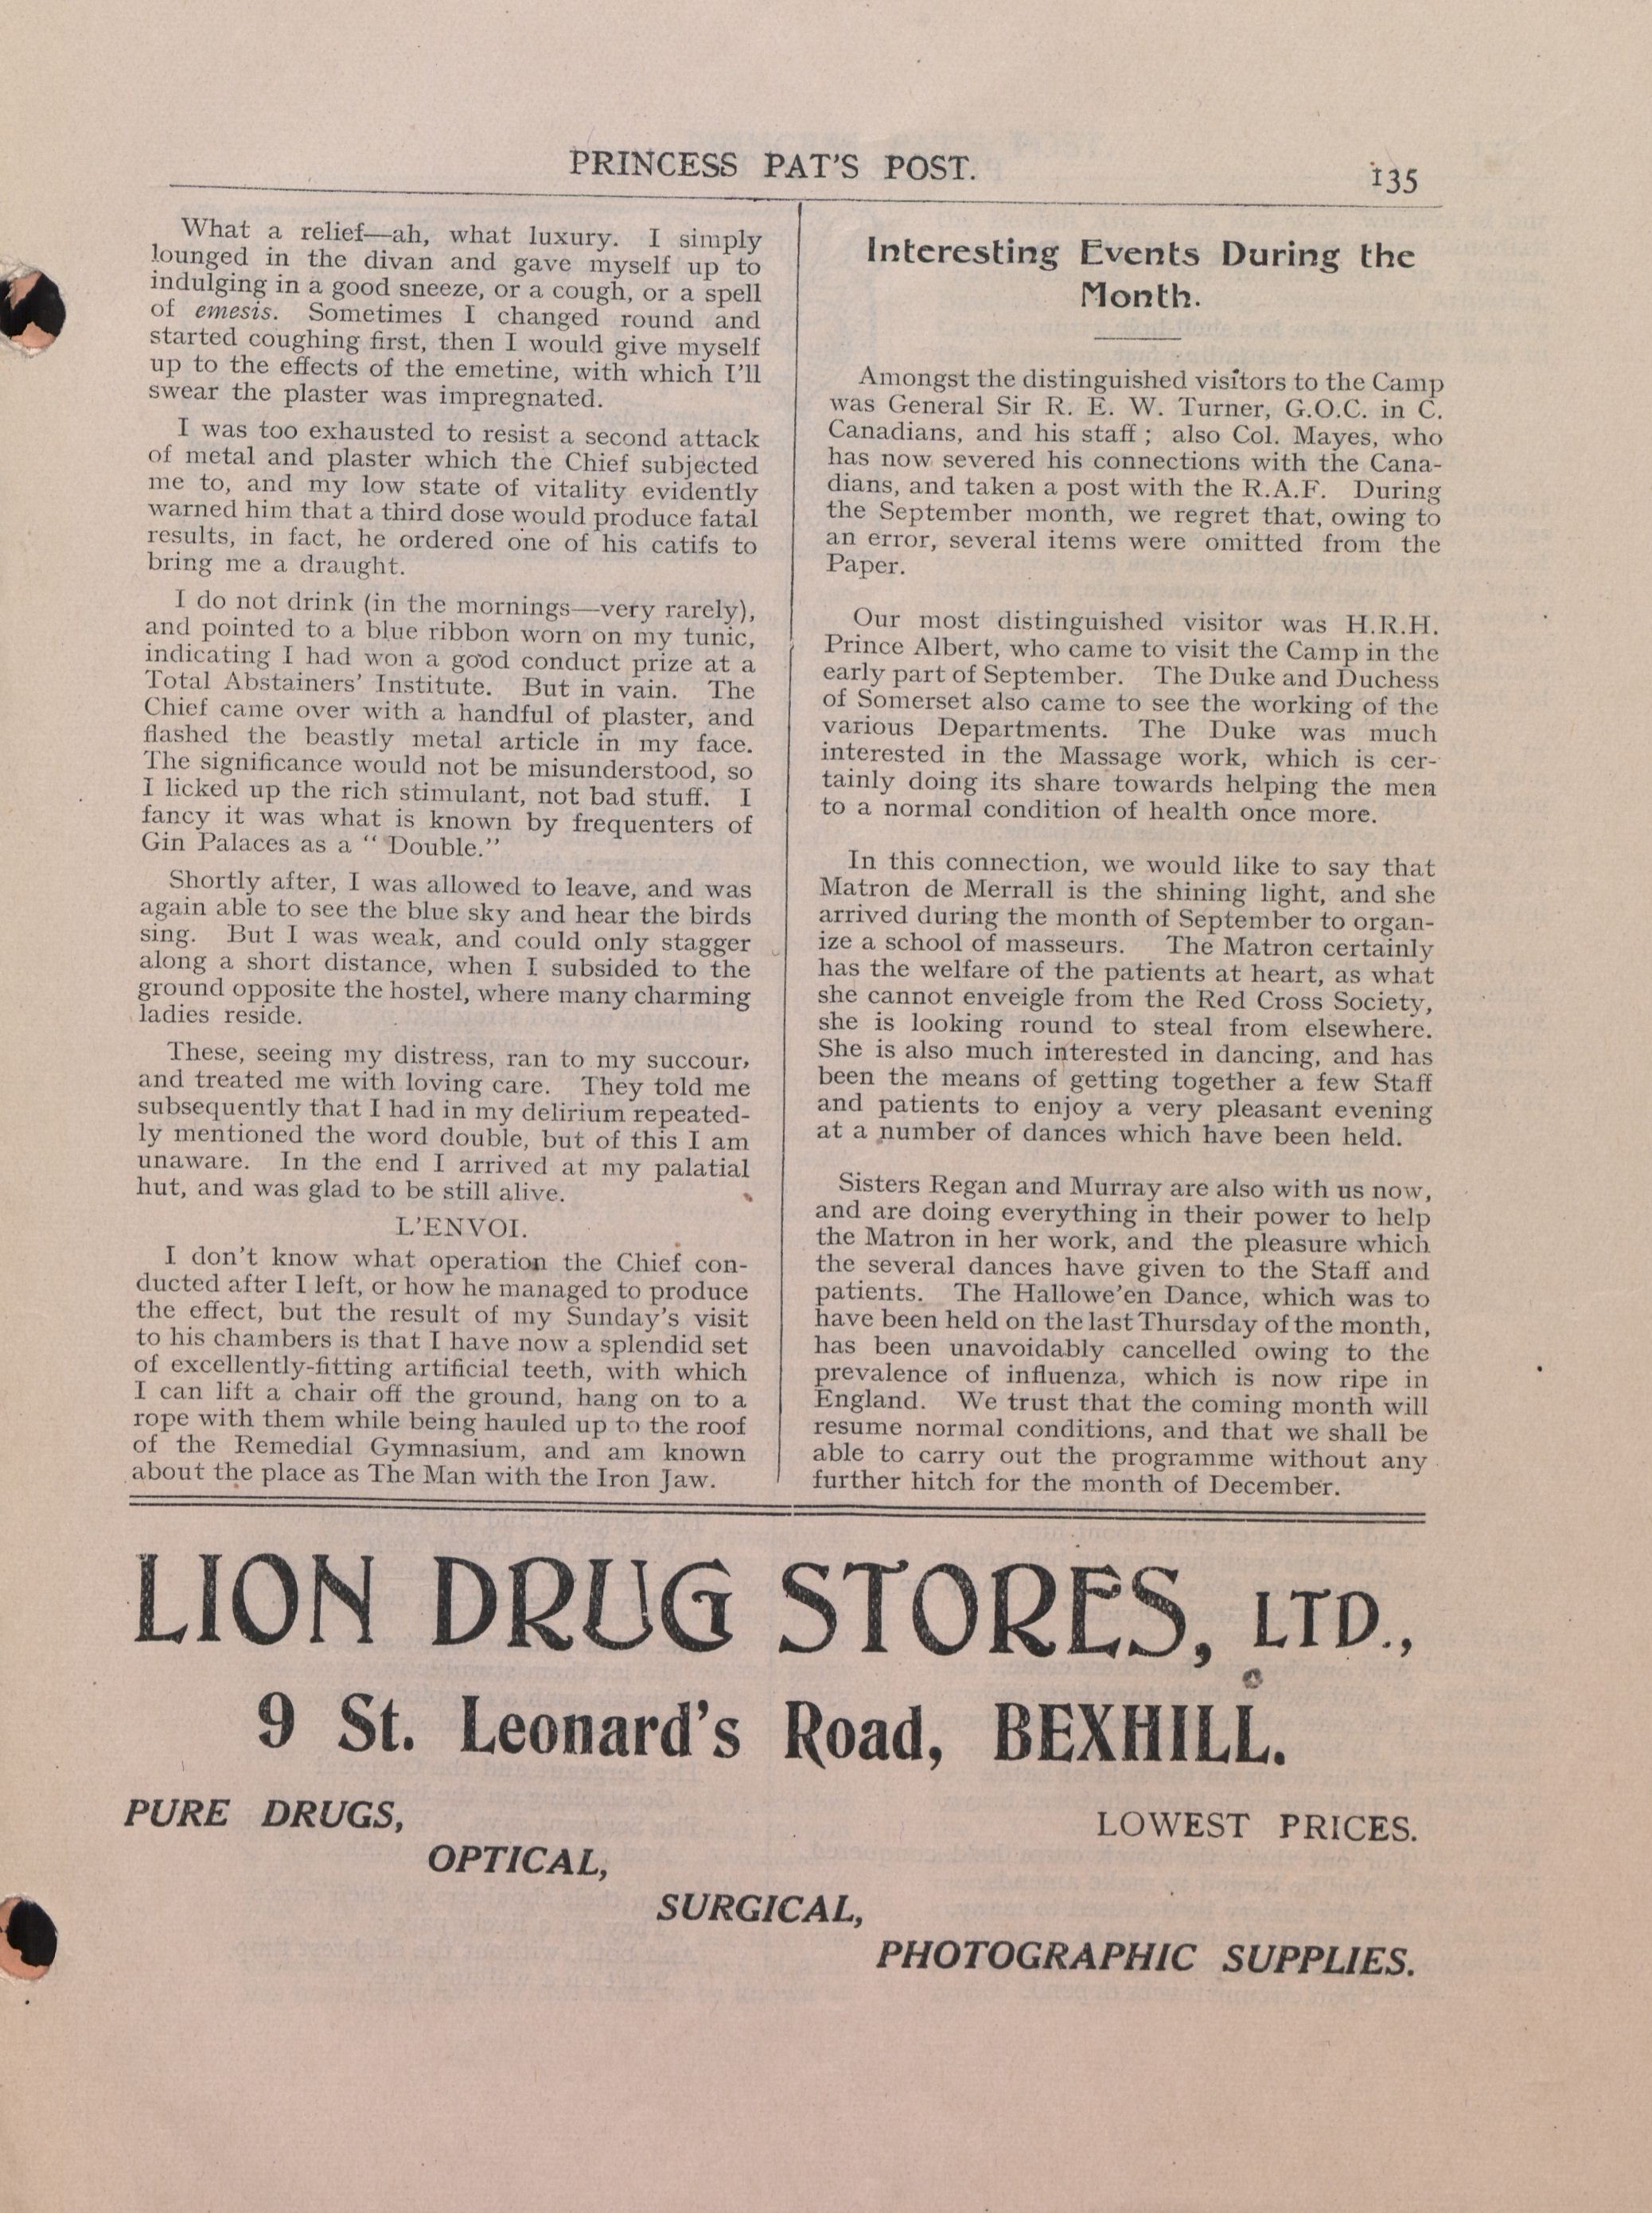 PRINCESS PAT'S POST.
135
What a relief—ah, what luxury. I simply
lounged in the divan and gave myself up to
indulging in a good sneeze, or a cough, or a spell
of emesis. Sometimes I changed round and
started coughing first, then I would give myself
up to the effects of the emetine, with which I'll
swear the plaster was impregnated.
I was too exhausted to resist a second attack
of metal and plaster which the Chief subjected
me to, and my low state of vitality evidently
warned him that a third dose would produce fatal
results, in fact, he ordered one of his catifs to
bring me a draught.
I do not drink (in the mornings—very rarely),
and pointed to a blue ribbon worn on my tunic,
indicating I had won a good conduct prize at a
Total Abstainers' Institute. But in vain. The
Chief came over with a handful of plaster, and
flashed the beastly metal article in my face.
The significance would not be misunderstood, so
I licked up the rich stimulant, not bad stuff. I
fancy it was what is known by frequenters of
Gin Palaces as a "Double."
Shortly after, I was allowed to leave, and was
again able to see the blue sky and hear the birds
sing. But I was weak, and could only stagger
along a short distance, when I subsided to the
ground opposite the hostel, where many charming
ladies reside.
These, seeing my distress, ran to my succour,
and treated me with loving care. They told me
subsequently that I had in my delirium repeated-
ly mentioned the word double, but of this I am
unaware. In the end I arrived at my palatial
hut, and was glad to be still alive.
L'ENVOI.
I don't know what operation the Chief con-
ducted after I left, or how he managed to produce
the effect, but the result of my Sunday's visit
to his chambers is that I have now a splendid set
of excellently-fitting artificial teeth, with which
I can lift a chair off the ground, hang on to a
rope with them while being hauled up to the roof
of the Remedial Gymnasium, and am known
about the place as The Man with the Iron Jaw.
Interesting Events During the
Month.
Amongst the distinguished visitors to the Camp
was General Sir R. E. W. Turner, G.O.C. in C.
Canadians, and his staff; also Col. Mayes, who
has now severed his connections with the Cana-
dians, and taken a post with the R.A.F. During
the September month, we regret that, owing to
an error, several items were omitted from the
Paper.
Our most distinguished visitor was H.R.H.
Prince Albert, who came to visit the Camp in the
early part of September. The Duke and Duchess
of Somerset also came to see the working of the
various Departments. The Duke was much
interested in the Massage work, which is cer-
tainly doing its share towards helping the men
to a normal condition of health once more.
In this connection, we would like to say that
Matron de Merrall is the shining light, and she
arrived during the month of September to organ-
ize a school of masseurs. The Matron certainly
has the welfare of the patients at heart, as what
she cannot enveigle from the Red Cross Society,
she is looking round to steal from elsewhere.
She is also much interested in dancing, and has
been the means of getting together a few Staff
and patients to enjoy a very pleasant evening
at a number of dances which have been held.
Sisters Regan and Murray are also with us now,
and are doing everything in their power to help
the Matron in her work, and the pleasure which
the several dances have given to the Staff and
patients. The Hallowe'en Dance, which was to
have been held on the last Thursday of the month,
has been unavoidably cancelled owing to the
prevalence of influenza, which is now ripe in
England. We trust that the coming month will
resume normal conditions, and that we shall be
able to carry out the programme without any
further hitch for the month of December.
LION DRUG STORES, LTD.,
9 St. Leonard's Road, BEXHILL.
PURE DRUGS,
LOWEST PRICES.
OPTICAL,
SURGICAL,
PHOTOGRAPHIC SUPPLIES.